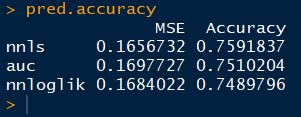 > pred.accuracy
MSE Accuracy
nnls 0.1656732 0.7591837
auc 0.1697727 0.7510204
nnloglik 0.1684022 0.7489796
>